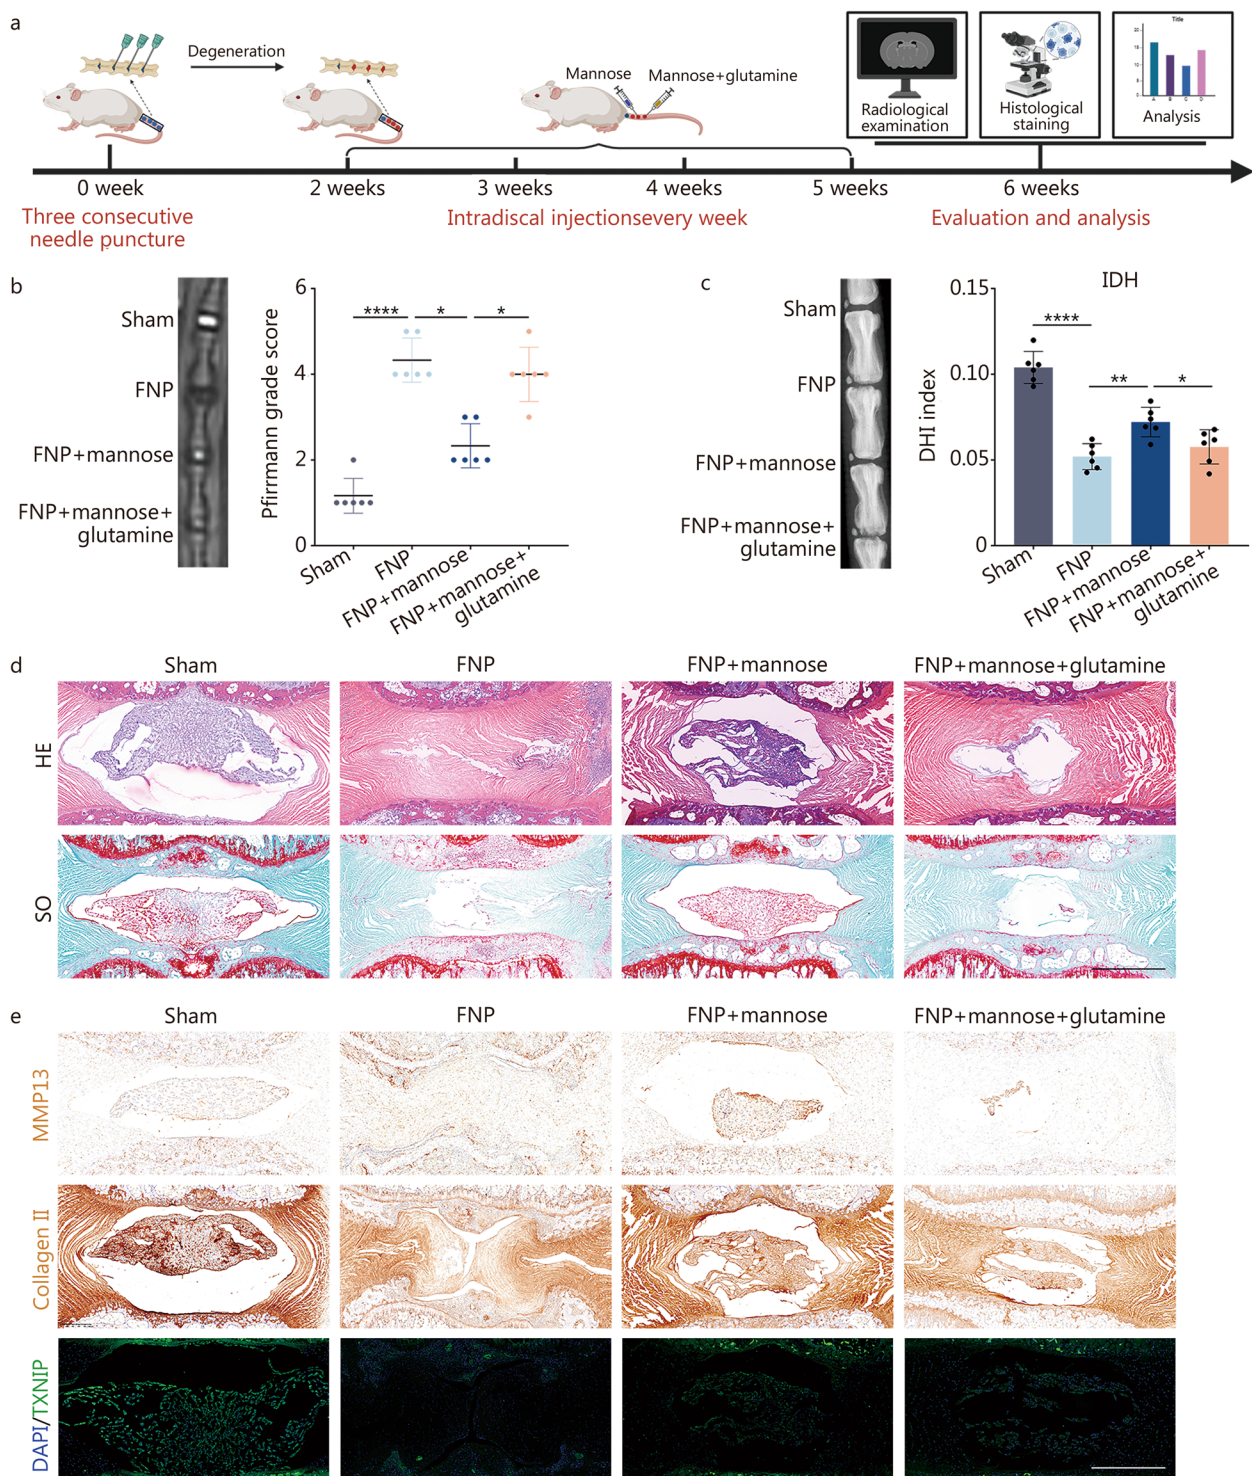 a
Degeneration
Mannose
Mannose+glutamine
Radiological
examination
Histological
staining
Title
A B C D
Analysis
0 week
2 weeks
3 weeks
4 weeks
5 weeks
6 weeks
Three consecutive
needle puncture
Intradiscal injectionsevery week
Evaluation and analysis
b
Sham
FNP
FNP+mannose
FNP+mannose+
glutamine
Pfirrmann grade score
6
4
2
0
****
*
*
Sham
FNP
FNP+mannose
FNP+mannose+
glutamine
c
Sham
FNP
FNP+mannose
FNP+mannose+
glutamine
IDH
DHI index
0.15
0.10
0.05
0
****
**
*
Sham
FNP
FNP+mannose
FNP+mannose+
glutamine
d
Sham
FNP
FNP+mannose
FNP+mannose+glutamine
HE
SO
e
Sham
FNP
FNP+mannose
FNP+mannose+glutamine
MMP13
Collagen II
DAPI/TXNIP